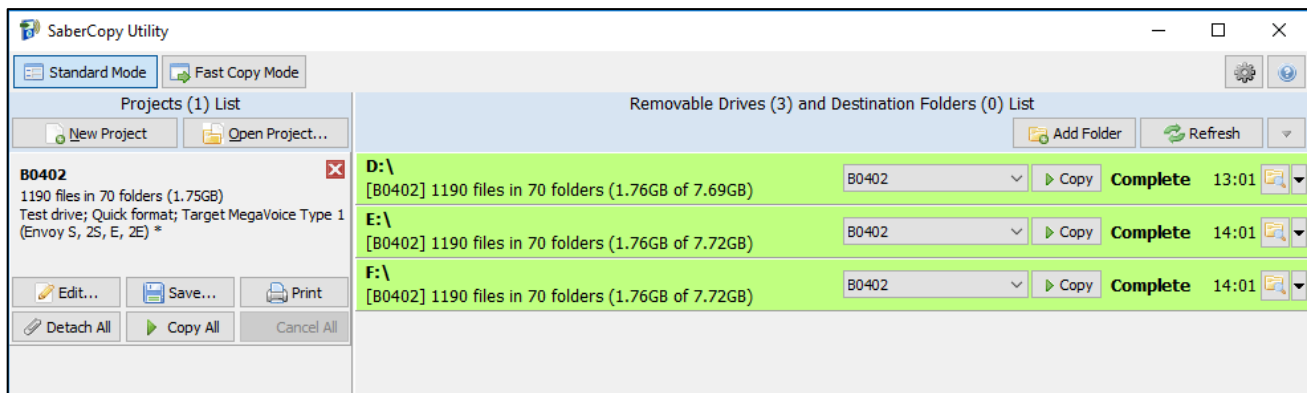 SaberCopy Utility
Standard Mode
Fast Copy Mode
Projects (1) List
Removable Drives (3) and Destination Folders (0) List
New Project
Open Project...
Add Folder
Refresh
B0402
1190 files in 70 folders (1.75GB)
Test drive; Quick format; Target MegaVoice Type 1
(Envoy S, 2S, E, 2E) *
Edit...
Save...
Print
Detach All
Copy All
Cancel All
D:\
[B0402] 1190 files in 70 folders (1.76GB of 7.69GB)
B0402
Copy
Complete
13:01
E:\
[B0402] 1190 files in 70 folders (1.76GB of 7.72GB)
B0402
Copy
Complete
14:01
F:\
[B0402] 1190 files in 70 folders (1.76GB of 7.72GB)
B0402
Copy
Complete
14:01